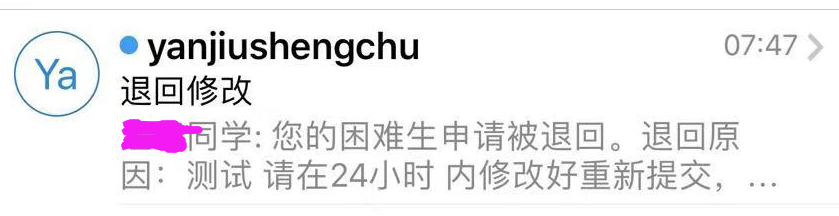 yanjiushengchu 07:47
Ya
退回修改
同学: 您的困难生申请被退回。退回原
因: 测试 请在24小时 内修改好重新提交，...